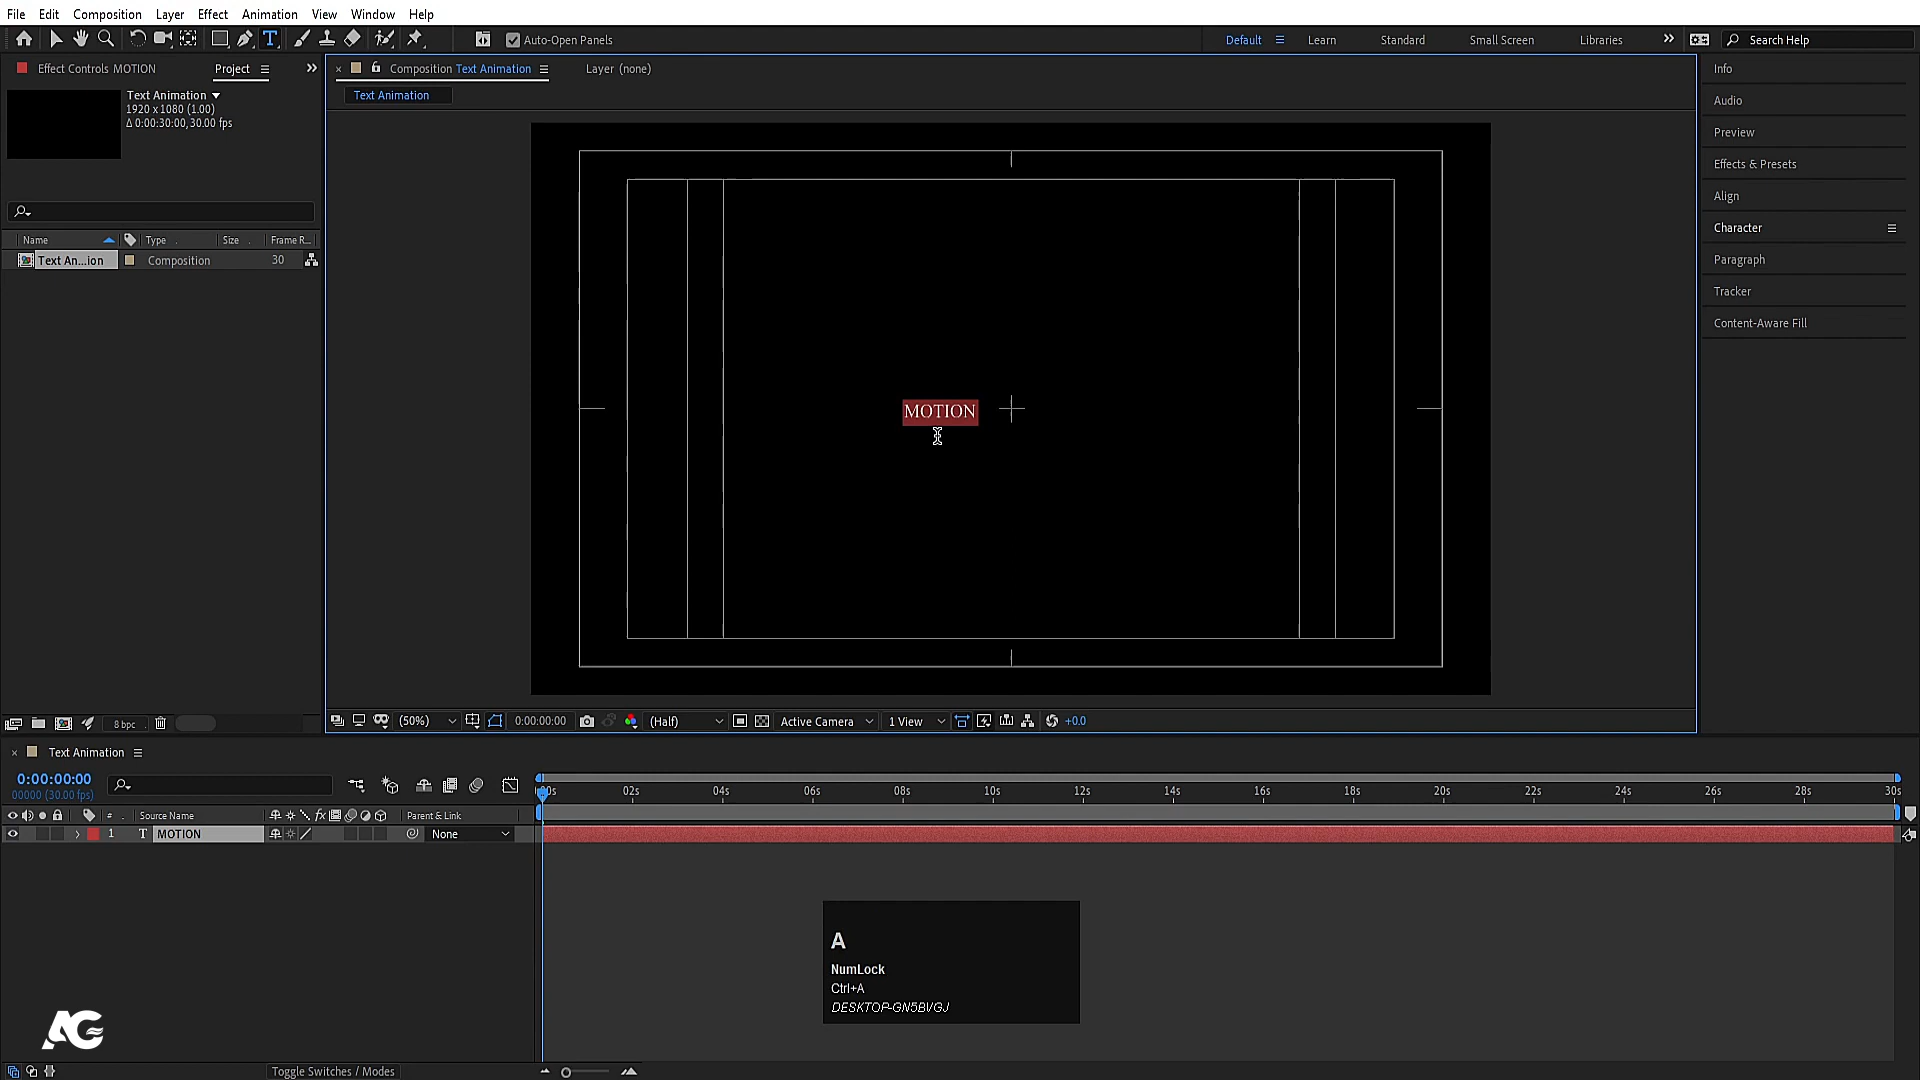 File Edit Composition Layer Effect Animation View Window Help
Auto-Open Panels Default Learn Standard Small Screen Libraries Search Help
Effect Controls MOTION Project
Composition Text Animation Layer (none)
Text Animation
Text Animation
1920 x 1080 (1.00)
Δ 0:00:30:00, 30.00 fps
Name Type Size Frame R...
Text An...ion Composition 30
MOTION
Info
Audio
Preview
Effects & Presets
Align
Character
Paragraph
Tracker
Content-Aware Fill
8 bpc
(50%) 0:00:00:00 (Half) Active Camera 1 View +0.0
Text Animation
0:00:00:00
00000 (30.00 fps)
02s 04s 06s 08s 10s 12s 14s 16s 18s 20s 22s 24s 26s 28s 30s
# Source Name fx Parent & Link
1 T MOTION None
A
NumLock
Ctrl+A
DESKTOP-GN5BVGJ
AG
Toggle Switches / Modes